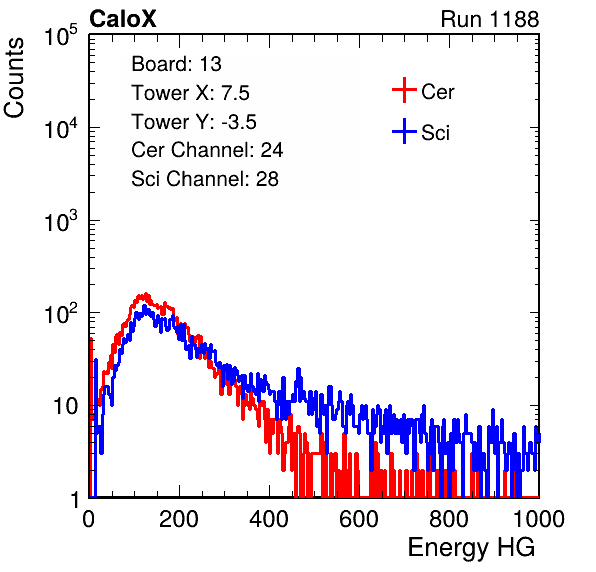 CaloX Run 1188
Board: 13
Tower X: 7.5
Tower Y: -3.5
Cer Channel: 24
Sci Channel: 28
Cer
Sci
Counts
10^5
10^4
10^3
10^2
10
1
0 200 400 600 800 1000
Energy HG